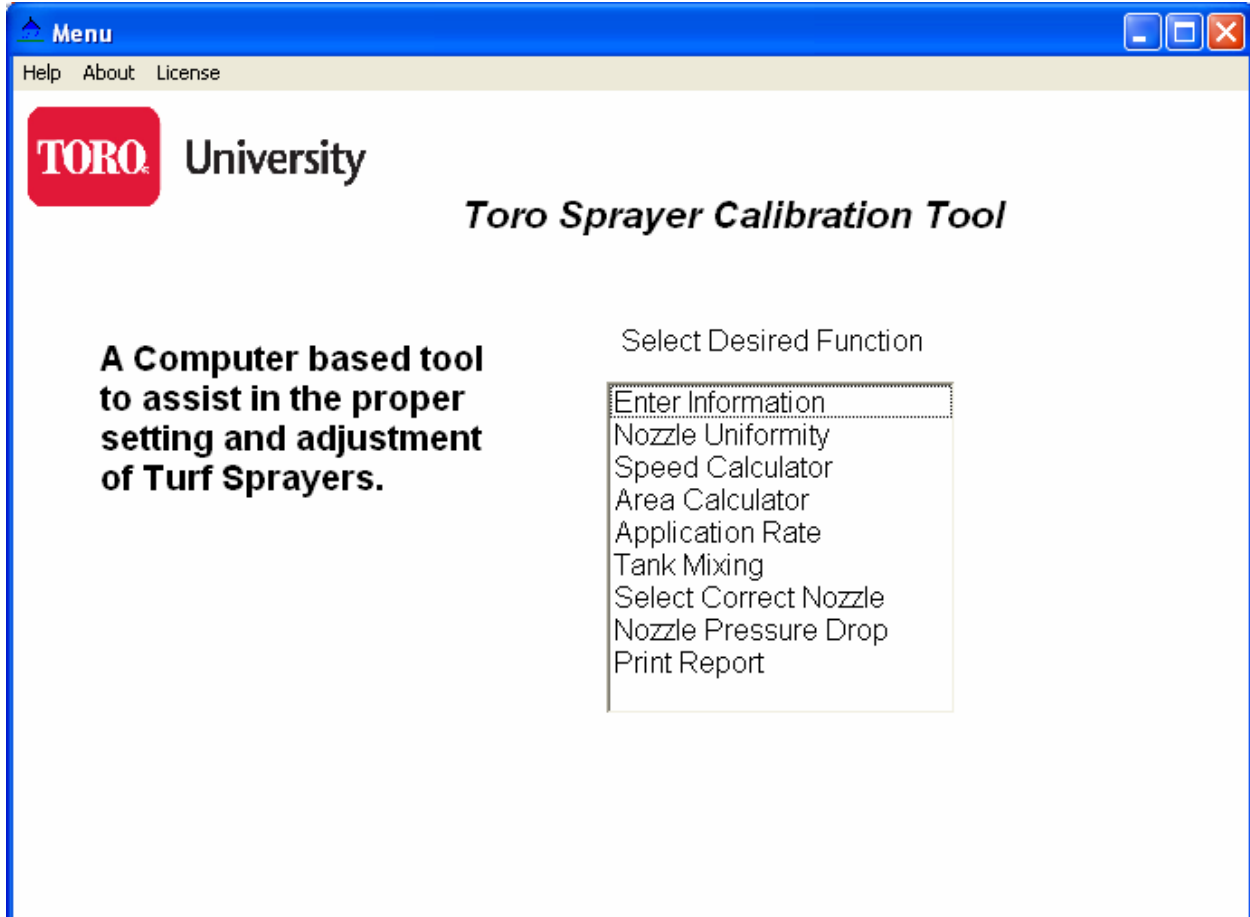 Menu
Help About License
TORO. University
Toro Sprayer Calibration Tool
A Computer based tool
to assist in the proper
setting and adjustment
of Turf Sprayers.
Select Desired Function
Enter Information
Nozzle Uniformity
Speed Calculator
Area Calculator
Application Rate
Tank Mixing
Select Correct Nozzle
Nozzle Pressure Drop
Print Report